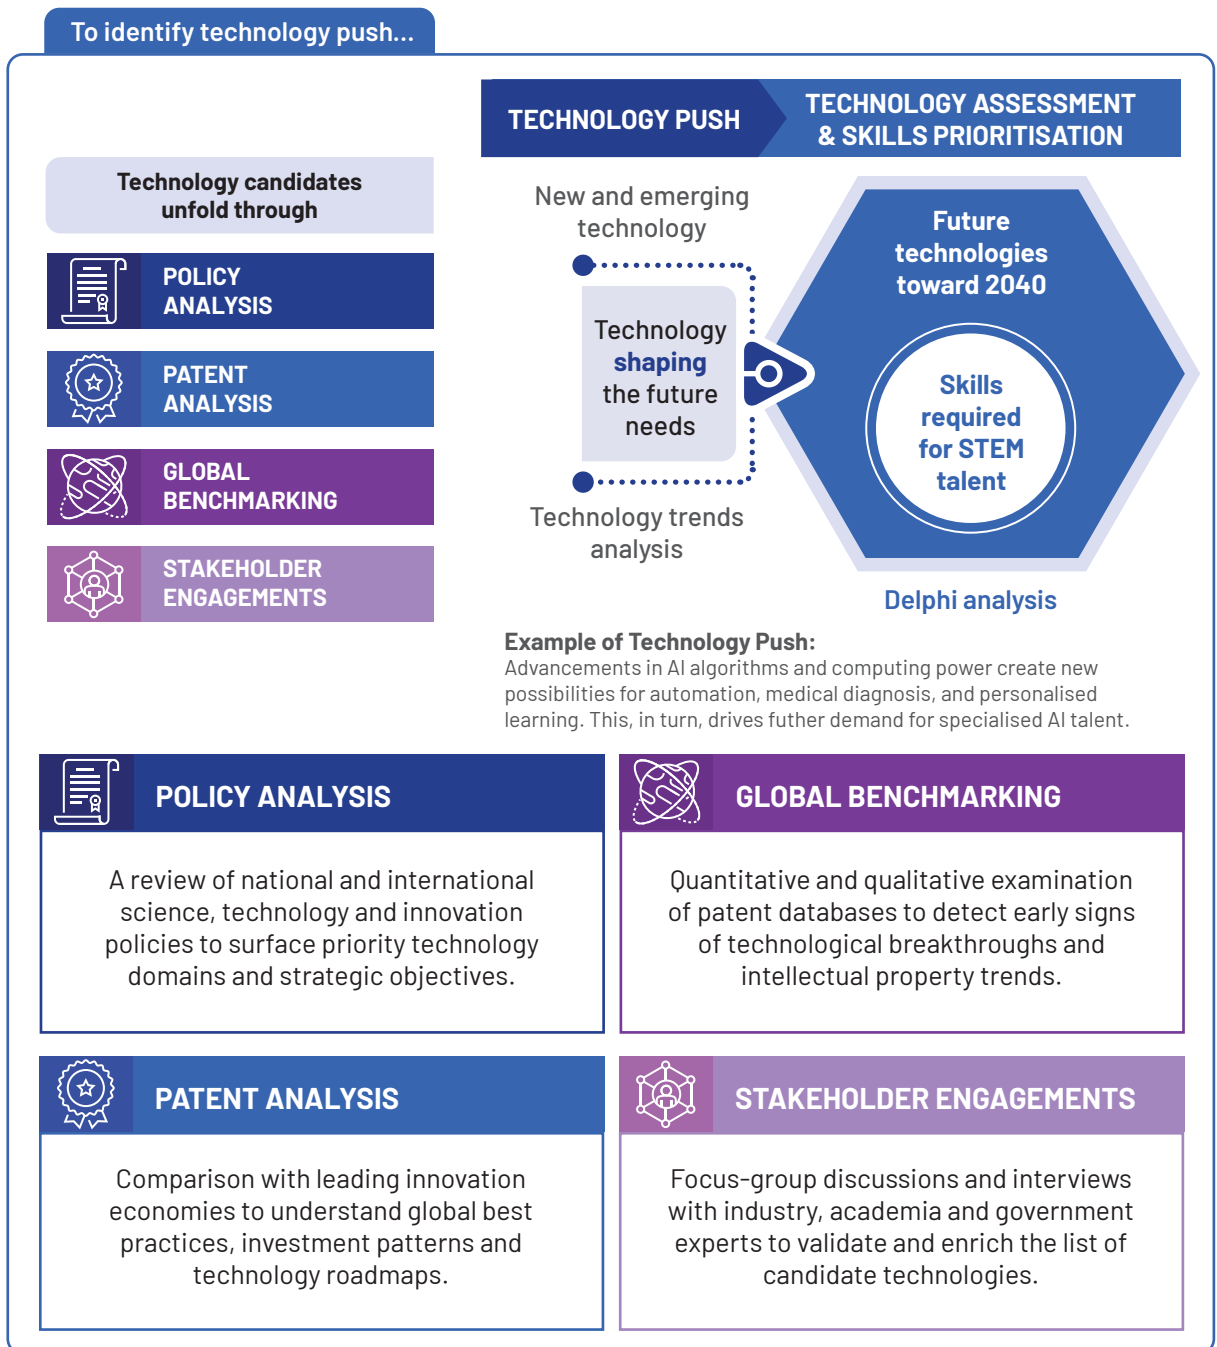 To identify technology push...
TECHNOLOGY PUSH
TECHNOLOGY ASSESSMENT
& SKILLS PRIORITISATION
Technology candidates
unfold through
POLICY
ANALYSIS
PATENT
ANALYSIS
GLOBAL
BENCHMARKING
STAKEHOLDER
ENGAGEMENTS
New and emerging
technology
Technology
shaping
the future
needs
Technology trends
analysis
Future
technologies
toward 2040
Skills
required
for STEM
talent
Delphi analysis
Example of Technology Push:
Advancements in AI algorithms and computing power create new
possibilities for automation, medical diagnosis, and personalised
learning. This, in turn, drives futher demand for specialised AI talent.
POLICY ANALYSIS
A review of national and international
science, technology and innovation
policies to surface priority technology
domains and strategic objectives.
GLOBAL BENCHMARKING
Quantitative and qualitative examination
of patent databases to detect early signs
of technological breakthroughs and
intellectual property trends.
PATENT ANALYSIS
Comparison with leading innovation
economies to understand global best
practices, investment patterns and
technology roadmaps.
STAKEHOLDER ENGAGEMENTS
Focus-group discussions and interviews
with industry, academia and government
experts to validate and enrich the list of
candidate technologies.